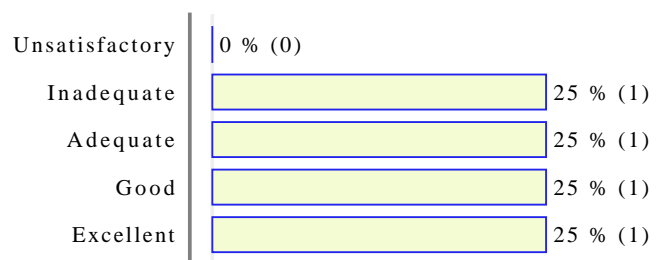 Unsatisfactory 0 % (0)
Inadequate 25 % (1)
Adequate 25 % (1)
Good 25 % (1)
Excellent 25 % (1)